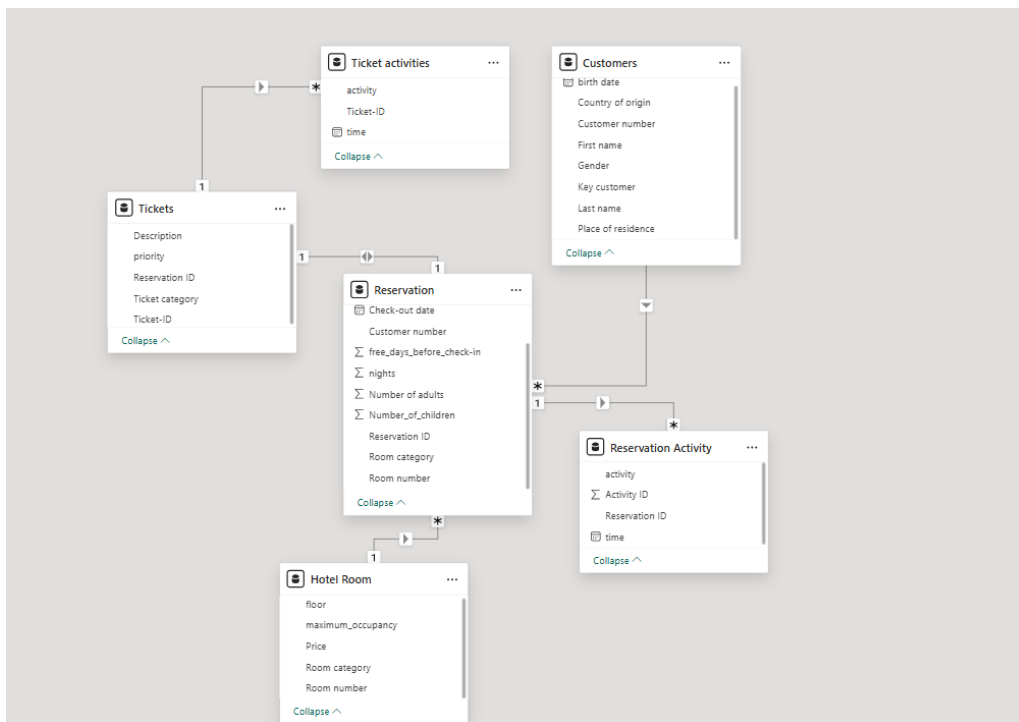 Ticket activities ...
activity
Ticket-ID
time
Collapse
Customers ...
birth date
Country of origin
Customer number
First name
Gender
Key customer
Last name
Place of residence
Collapse
*
1
Tickets ...
Description
priority
Reservation ID
Ticket category
Ticket-ID
Collapse
1
1
Reservation ...
Check-out date
Customer number
∑ free_days_before_check-in
∑ nights
∑ Number of adults
∑ Number_of_children
Reservation ID
Room category
Room number
Collapse
*
1
*
Reservation Activity ...
activity
∑ Activity ID
Reservation ID
time
Collapse
*
1
Hotel Room ...
floor
maximum_occupancy
Price
Room category
Room number
Collapse